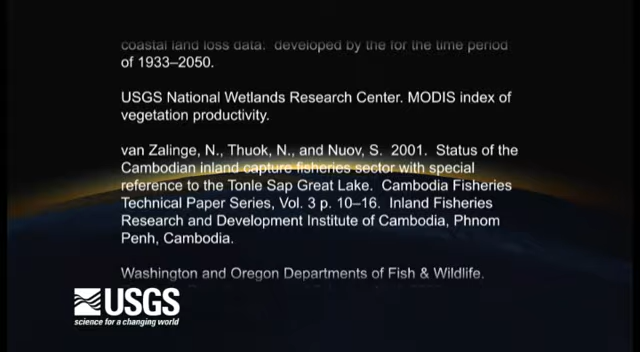 coastal land loss data: developed by the for the time period
of 1933–2050.
USGS National Wetlands Research Center. MODIS index of
vegetation productivity.
van Zalinge, N., Thuok, N., and Nuov, S. 2001. Status of the
Cambodian inland capture fisheries sector with special
reference to the Tonle Sap Great Lake. Cambodia Fisheries
Technical Paper Series, Vol. 3 p. 10–16. Inland Fisheries
Research and Development Institute of Cambodia, Phnom
Penh, Cambodia.
Washington and Oregon Departments of Fish & Wildlife.
USGS
science for a changing world